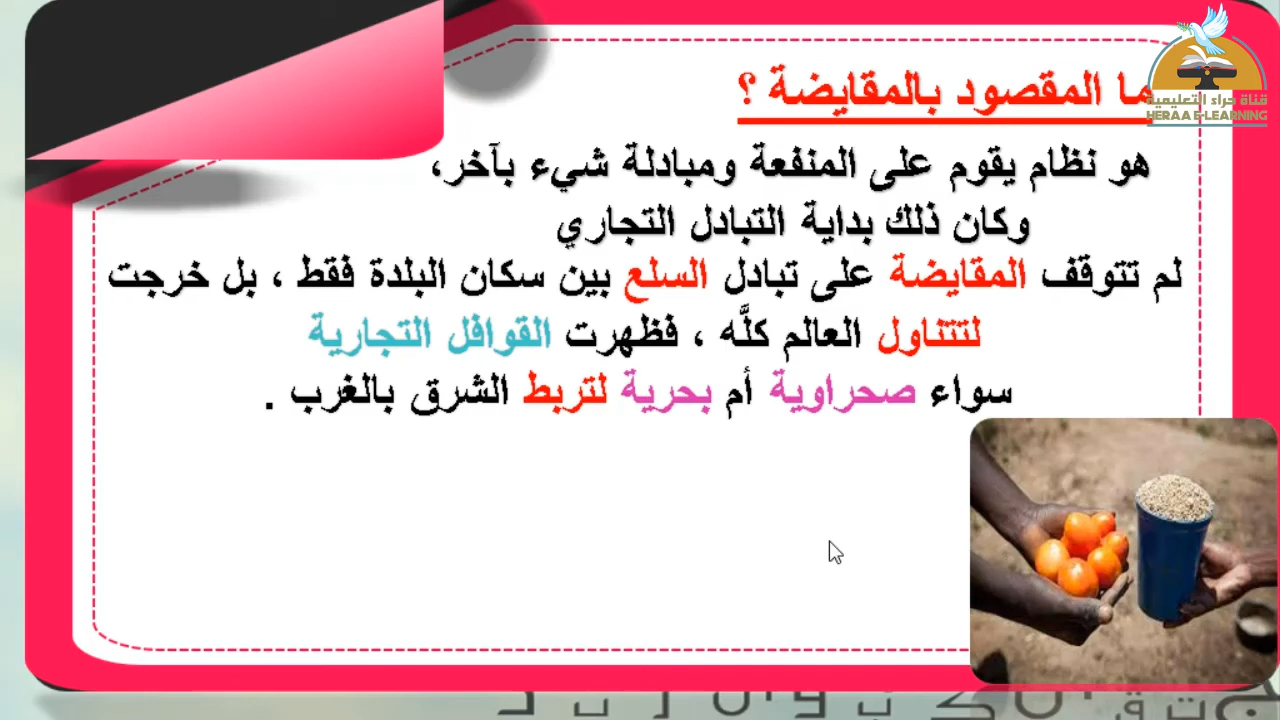 ما المقصود بالمقايضة ؟
قناة حراء التعليمية
HERAA E-LEARNING
هو نظام يقوم على المنفعة ومبادلة شيء بآخر،
وكان ذلك بداية التبادل التجاري
لم تتوقف المقايضة على تبادل السلع بين سكان البلدة فقط ، بل خرجت
لتتناول العالم كلَّه ، فظهرت القوافل التجارية
سواء صحراوية أم بحرية لتربط الشرق بالغرب .